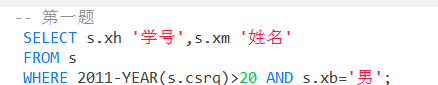 -- 第一题
SELECT s.xh '学号',s.xm '姓名'
FROM s
WHERE 2011-YEAR(s.csrq)>20 AND s.xb='男';